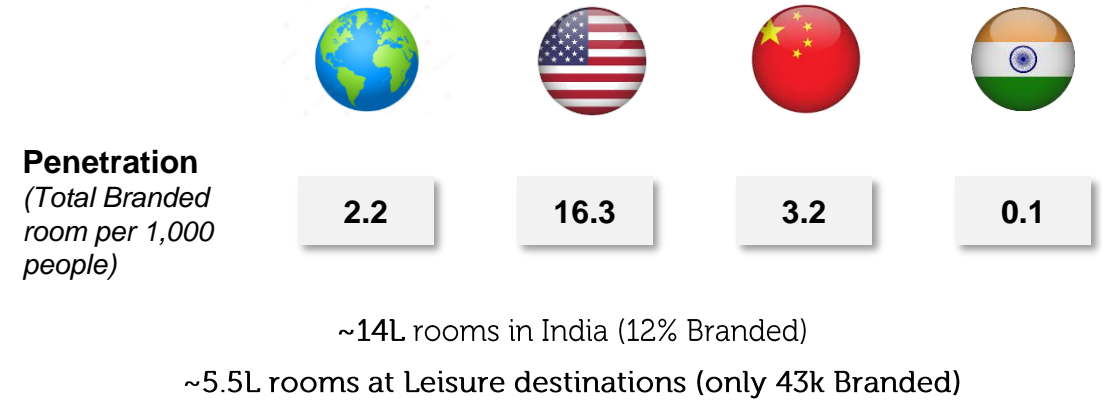 Penetration
(Total Branded
room per 1,000
people)
2.2
16.3
3.2
0.1
~14L rooms in India (12% Branded)
~5.5L rooms at Leisure destinations (only 43k Branded)